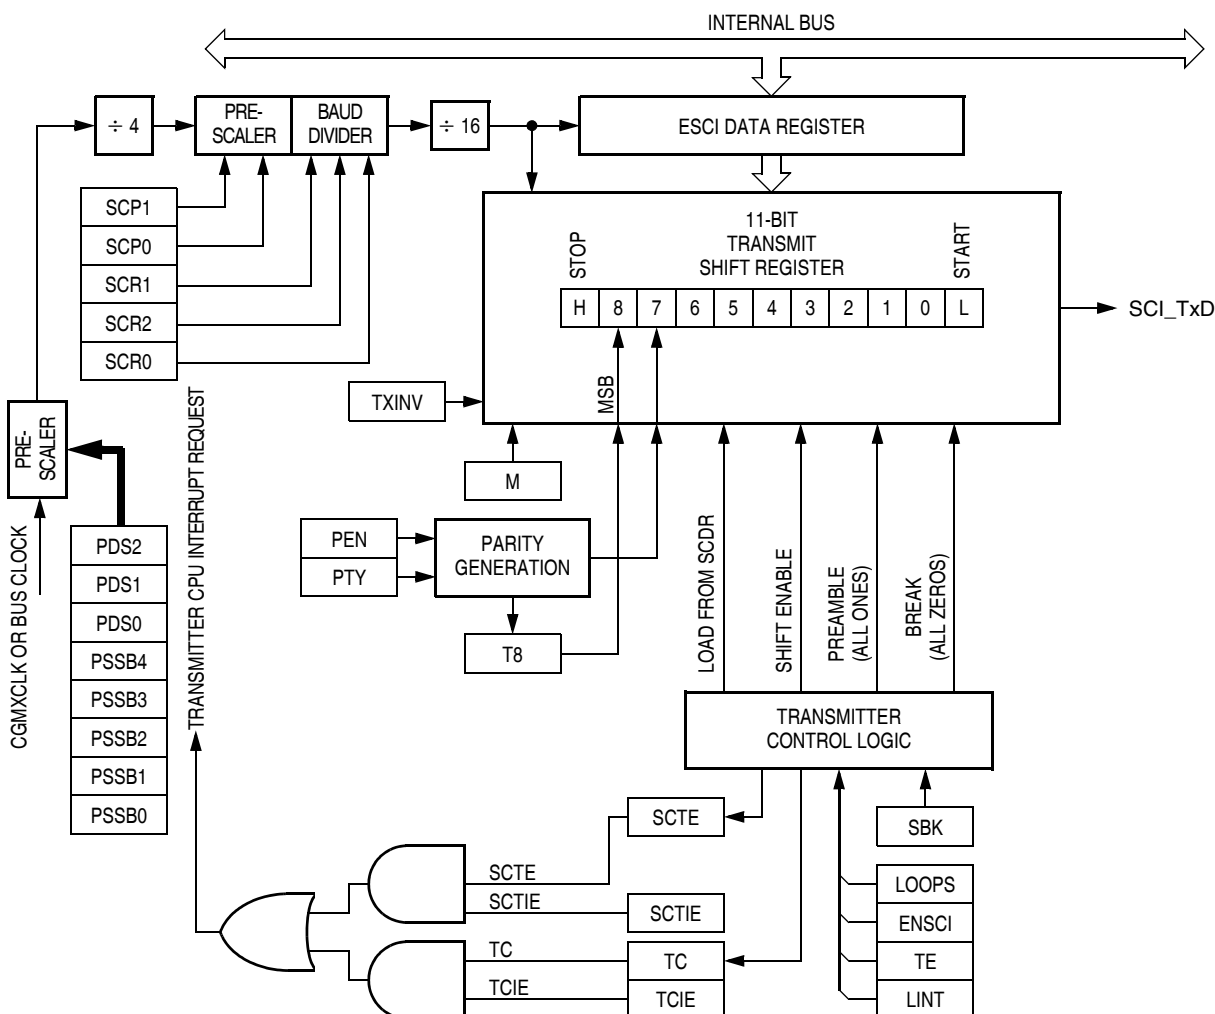 INTERNAL BUS
÷ 4
PRE-
SCALER
BAUD
DIVIDER
÷ 16
ESCI DATA REGISTER
SCP1
SCP0
SCR1
SCR2
SCR0
11-BIT
TRANSMIT
SHIFT REGISTER
STOP
START
H 8 7 6 5 4 3 2 1 0 L
SCI_TxD
TXINV
MSB
M
PRE-
SCALER
CGMXCLK OR BUS CLOCK
TRANSMITTER CPU INTERRUPT REQUEST
PDS2
PDS1
PDS0
PSSB4
PSSB3
PSSB2
PSSB1
PSSB0
PEN
PTY
PARITY
GENERATION
T8
LOAD FROM SCDR
SHIFT ENABLE
PREAMBLE
(ALL ONES)
BREAK
(ALL ZEROS)
TRANSMITTER
CONTROL LOGIC
SCTE
SBK
SCTE
SCTIE
SCTIE
TC
TC
TCIE
TCIE
LOOPS
ENSCI
TE
LINT